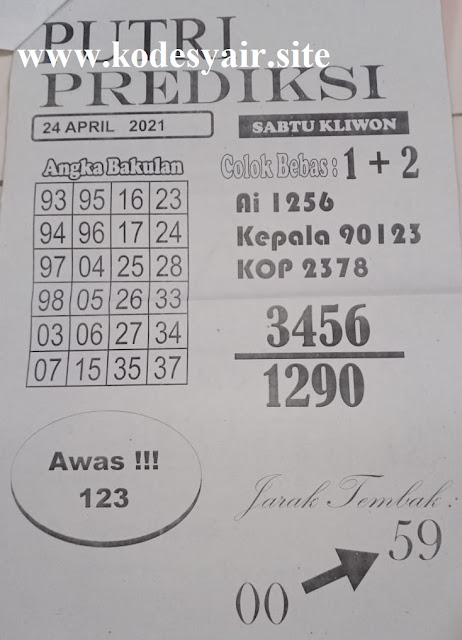 PUTRI
www.kodesyair.site
PREDIKSI
24 APRIL 2021
SABTU KLIWON
Angka Bakulan
93 95 16 23
94 96 17 24
97 04 25 28
98 05 26 33
03 06 27 34
07 15 35 37
Colok Bebas : 1 + 2
Ai 1256
Kepala 90123
KOP 2378
3456
1290
Awas !!!
123
Jarak Tembak :
00
59